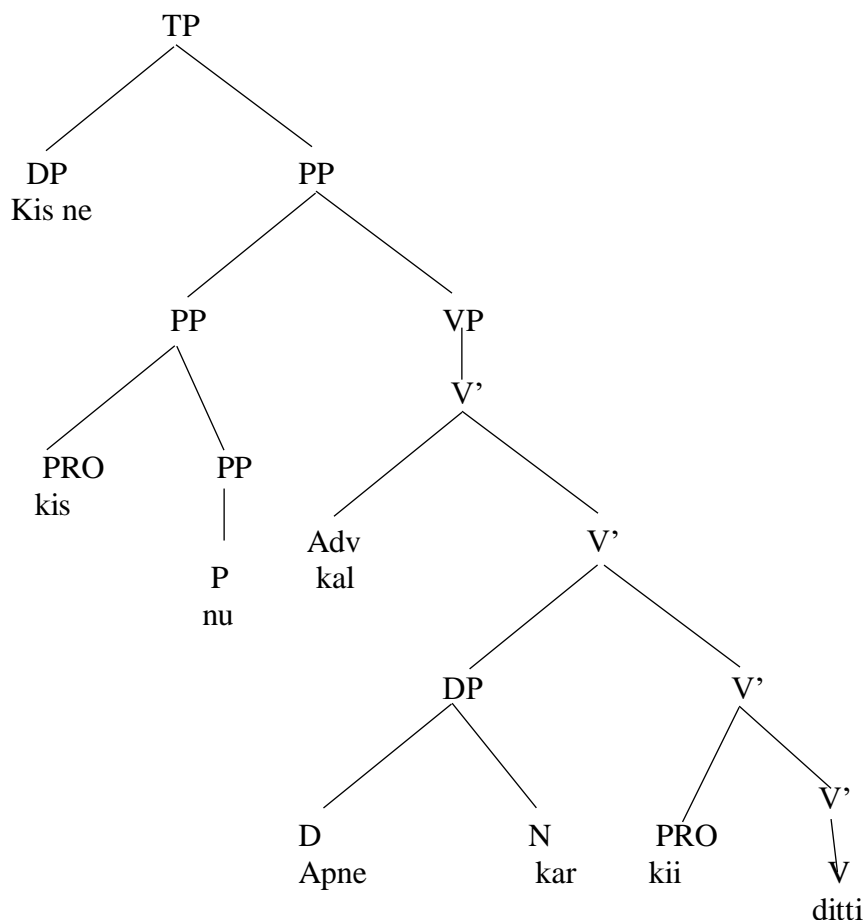 TP
DP PP
Kis ne
PP VP
V’
PRO PP
kis
Adv V’
kal
P
nu
DP V’
V’
D N PRO
Apne kar kii V
ditti